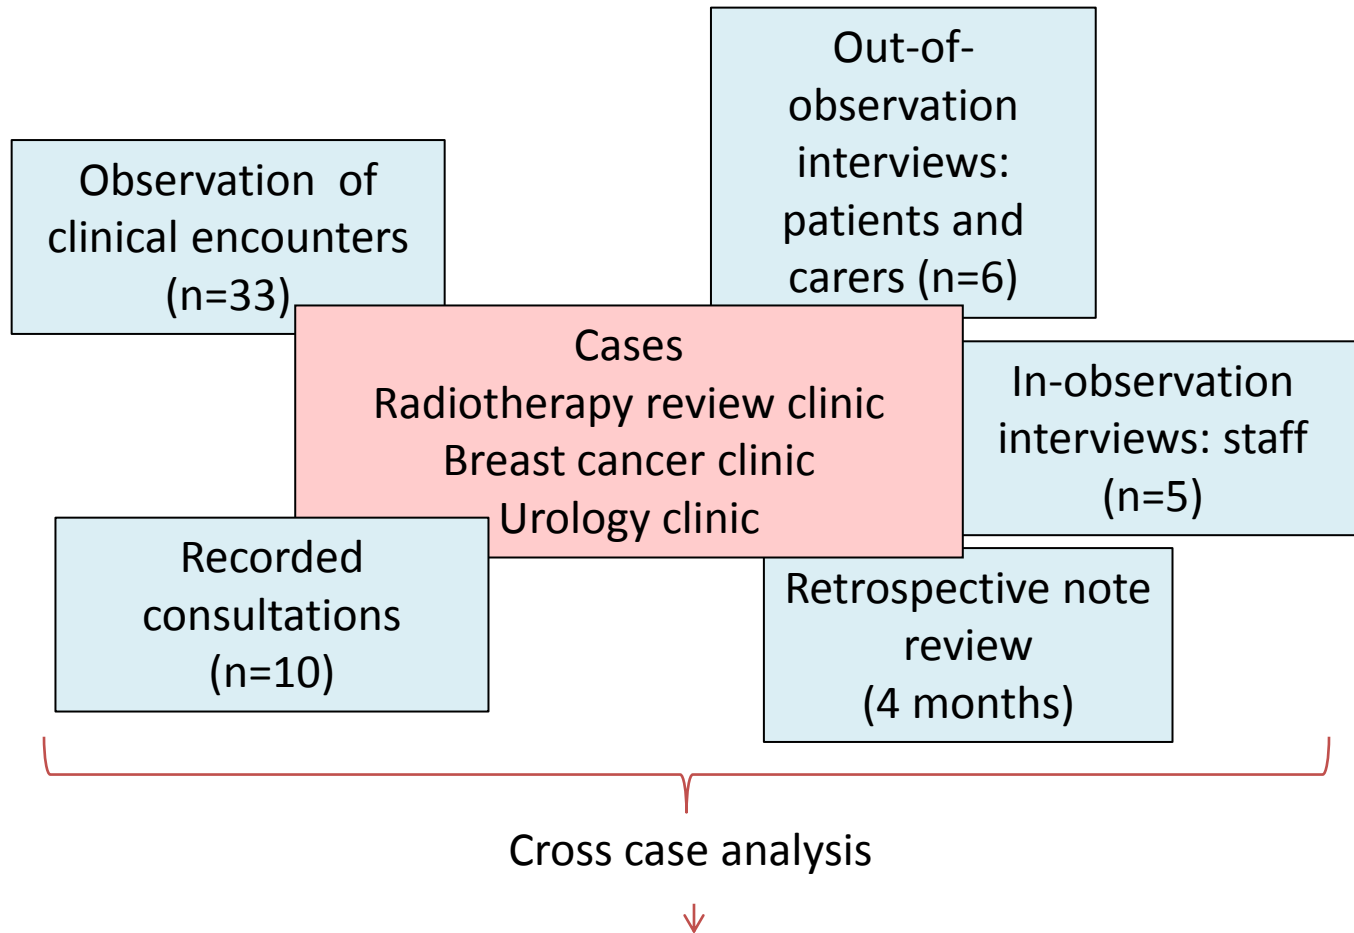 Observation of
clinical encounters
(n=33)
Out-of-
observation
interviews:
patients and
carers (n=6)
Cases
Radiotherapy review clinic
Breast cancer clinic
Urology clinic
In-observation
interviews: staff
(n=5)
Recorded
consultations
(n=10)
Retrospective note
review
(4 months)
Cross case analysis